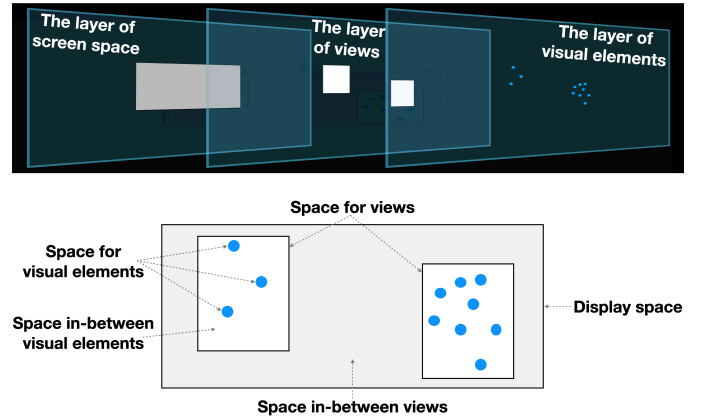 The layer of
screen space
The layer
of views
The layer of
visual elements
Space for views
Space for
visual elements
Space in-between
visual elements
Display space
Space in-between views